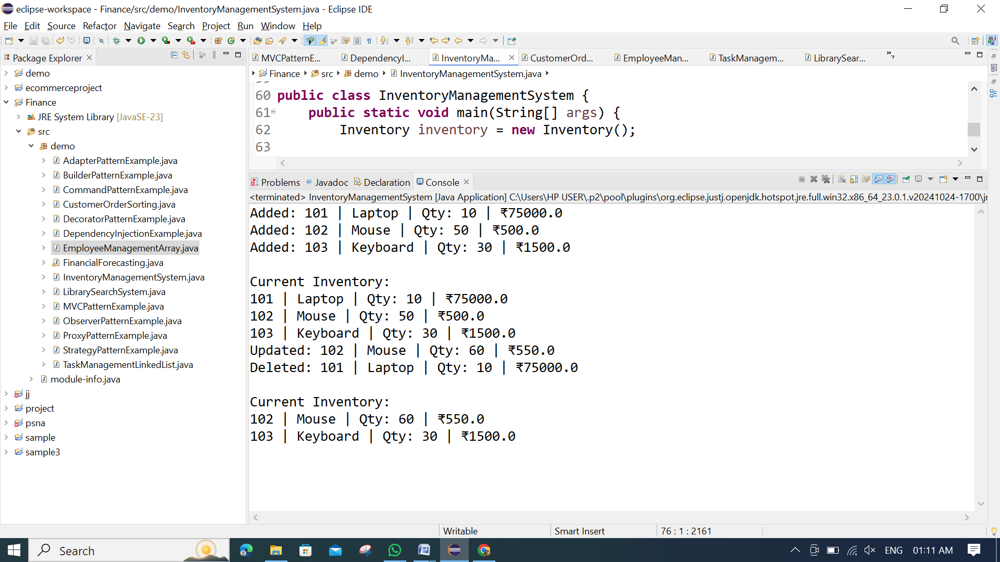 eclipse-workspace - Finance/src/demo/InventoryManagementSystem.java - Eclipse IDE
File Edit Source Refactor Navigate Search Project Run Window Help
Package Explorer
demo
ecommerceproject
Finance
JRE System Library [JavaSE-23]
src
demo
AdapterPatternExample.java
BuilderPatternExample.java
CommandPatternExample.java
CustomerOrderSorting.java
DecoratorPatternExample.java
DependencyInjectionExample.java
EmployeeManagementArray.java
FinancialForecasting.java
InventoryManagementSystem.java
LibrarySearchSystem.java
MVCPatternExample.java
ObserverPatternExample.java
ProxyPatternExample.java
StrategyPatternExample.java
TaskManagementLinkedList.java
module-info.java
jj
project
psna
sample
sample3
MVCPatternE... DependencyI... InventoryMa... CustomerOrd... EmployeeMan... TaskManagem... LibrarySear... »7
Finance src demo InventoryManagementSystem.java
60 public class InventoryManagementSystem {
61 public static void main(String[] args) {
62 Inventory inventory = new Inventory();
63
Problems @ Javadoc Declaration Console
<terminated> InventoryManagementSystem [Java Application] C:\Users\HP USER\.p2\pool\plugins\org.eclipse.justj.openjdk.hotspot.jre.full.win32.x86_64_23.0.1.v20241024-1700\jr
Added: 101 | Laptop | Qty: 10 | ₹75000.0
Added: 102 | Mouse | Qty: 50 | ₹500.0
Added: 103 | Keyboard | Qty: 30 | ₹1500.0
Current Inventory:
101 | Laptop | Qty: 10 | ₹75000.0
102 | Mouse | Qty: 50 | ₹500.0
103 | Keyboard | Qty: 30 | ₹1500.0
Updated: 102 | Mouse | Qty: 60 | ₹550.0
Deleted: 101 | Laptop | Qty: 10 | ₹75000.0
Current Inventory:
102 | Mouse | Qty: 60 | ₹550.0
103 | Keyboard | Qty: 30 | ₹1500.0
Writable Smart Insert 76 : 1 : 2161
Search ENG 01:11 AM